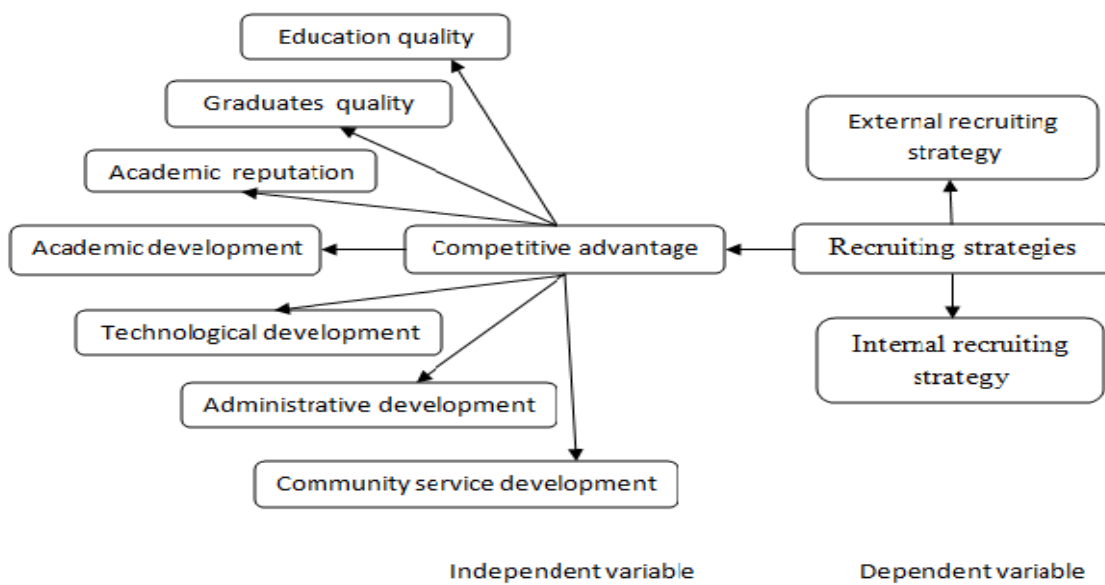 Education quality
Graduates quality
Academic reputation
Academic development
Technological development
Administrative development
Community service development
Competitive advantage
External recruiting
strategy
Recruiting strategies
Internal recruiting
strategy
Independent variable
Dependent variable